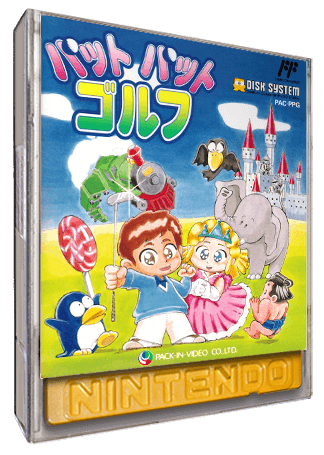 パット パット
ゴルフ
FF
DISK SYSTEM
PAC-PPG
PACK-IN-VIDEO CO.,LTD.
NINTENDO